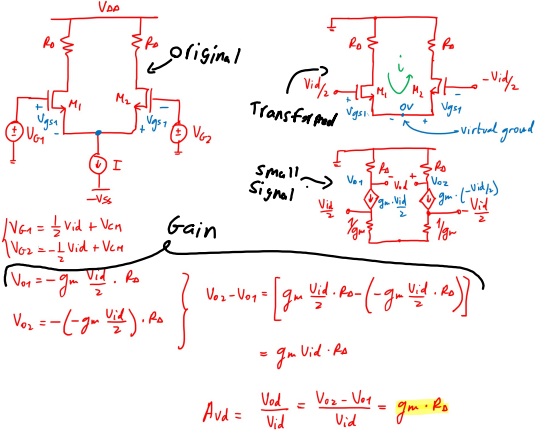 VDD
RD
RD
Original
M1
M2
+
Vgs1
-
-
Vgs1
+
VG1
VG2
I
-VSS
RD
RD
i
Vid/2
-Vid/2
M1
M2
Transformed
+
Vgs1
-
0V
+
-
Vgs1
virtual ground
Small
Signal
RD
RD
Vo1
- Vod +
Vo2
gm · Vid/2
gm · (-Vid/2)
Vid/2
-Vid/2
1/gm
1/gm
VG1 = 1/2 Vid + VCM
VG2 = -1/2 Vid + VCM
Gain
Vo1 = -gm Vid/2 · RD
Vo2 = -(-gm Vid/2) · RD
Vo2 - Vo1 = [gm Vid/2 · RD - (-gm Vid/2 · RD)]
= gm Vid · RD
Avd = Vod/Vid = Vo2 - Vo1/Vid = gm · RD